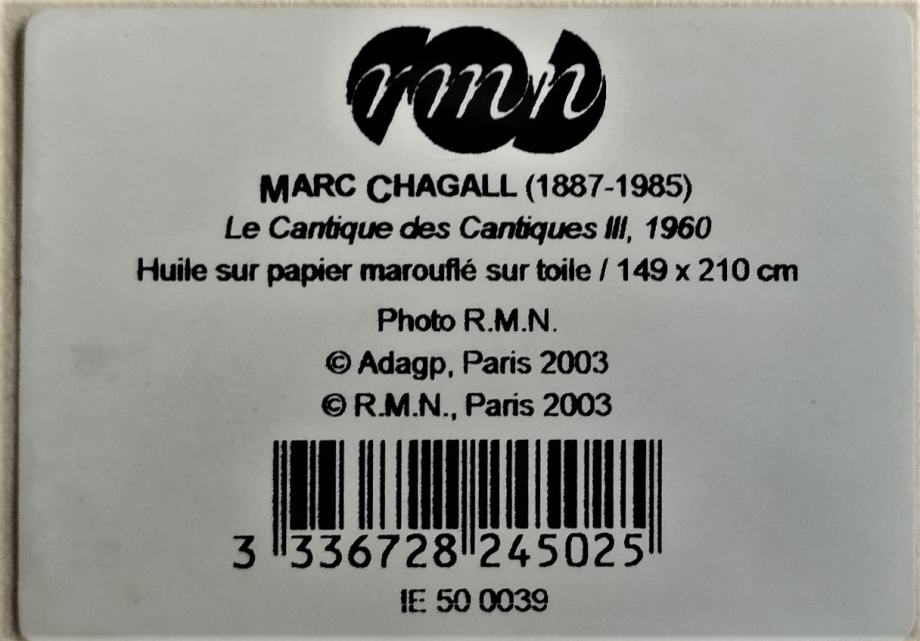 rmn
MARC CHAGALL (1887-1985)
Le Cantique des Cantiques III, 1960
Huile sur papier marouflé sur toile / 149 x 210 cm
Photo R.M.N.
© Adagp, Paris 2003
© R.M.N., Paris 2003
3 336728 245025
IE 50 0039